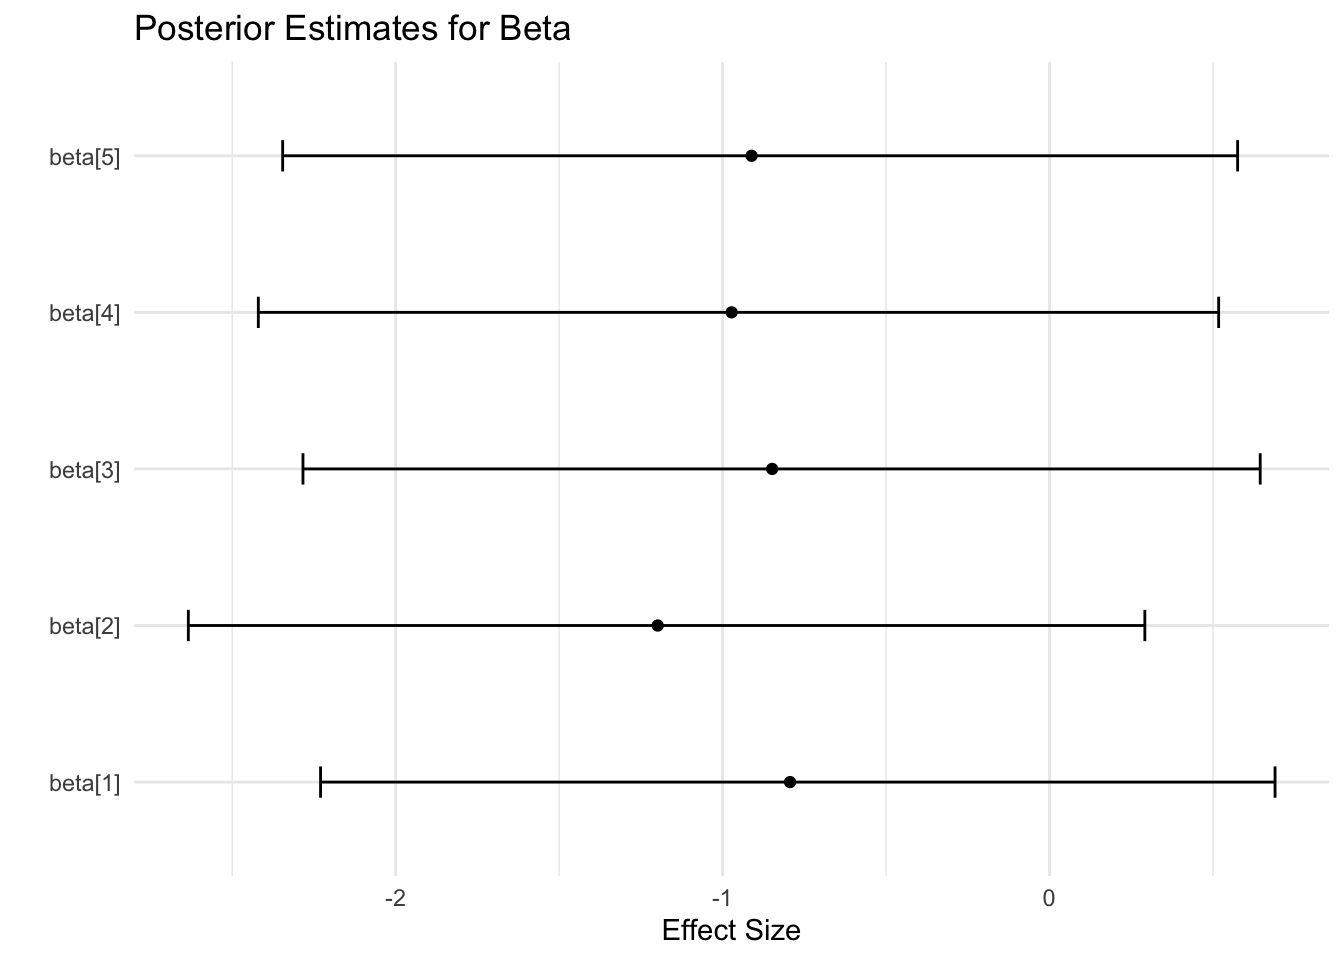 Posterior Estimates for Beta
beta[5]
beta[4]
beta[3]
beta[2]
beta[1]
-2 -1 0
Effect Size